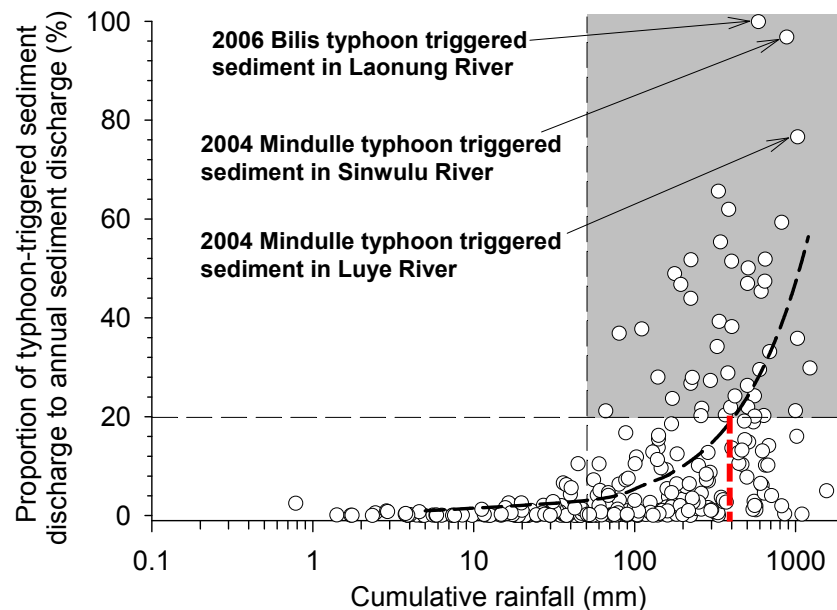 Proportion of typhoon-triggered sediment
discharge to annual sediment discharge (%)
100
80
60
40
20
0
2006 Bilis typhoon triggered
sediment in Laonung River
2004 Mindulle typhoon triggered
sediment in Sinwulu River
2004 Mindulle typhoon triggered
sediment in Luye River
0.1 1 10 100 1000
Cumulative rainfall (mm)